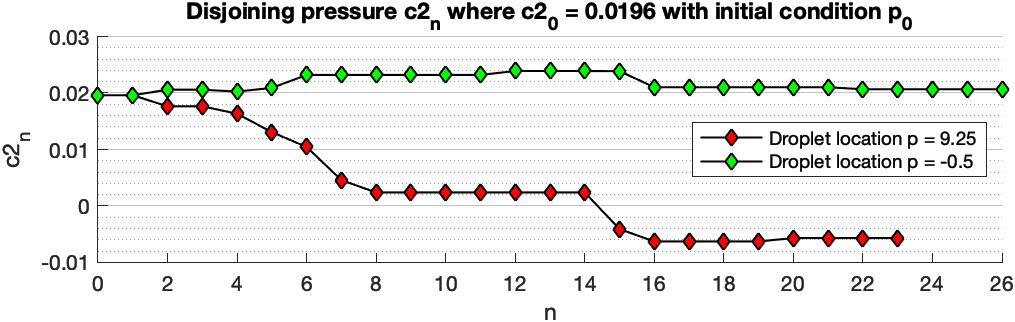 Disjoining pressure c2n where c20 = 0.0196 with initial condition p0
0.03
0.02
0.01
0
-0.01
c2n
Droplet location p = 9.25
Droplet location p = -0.5
0 2 4 6 8 10 12 14 16 18 20 22 24 26
n